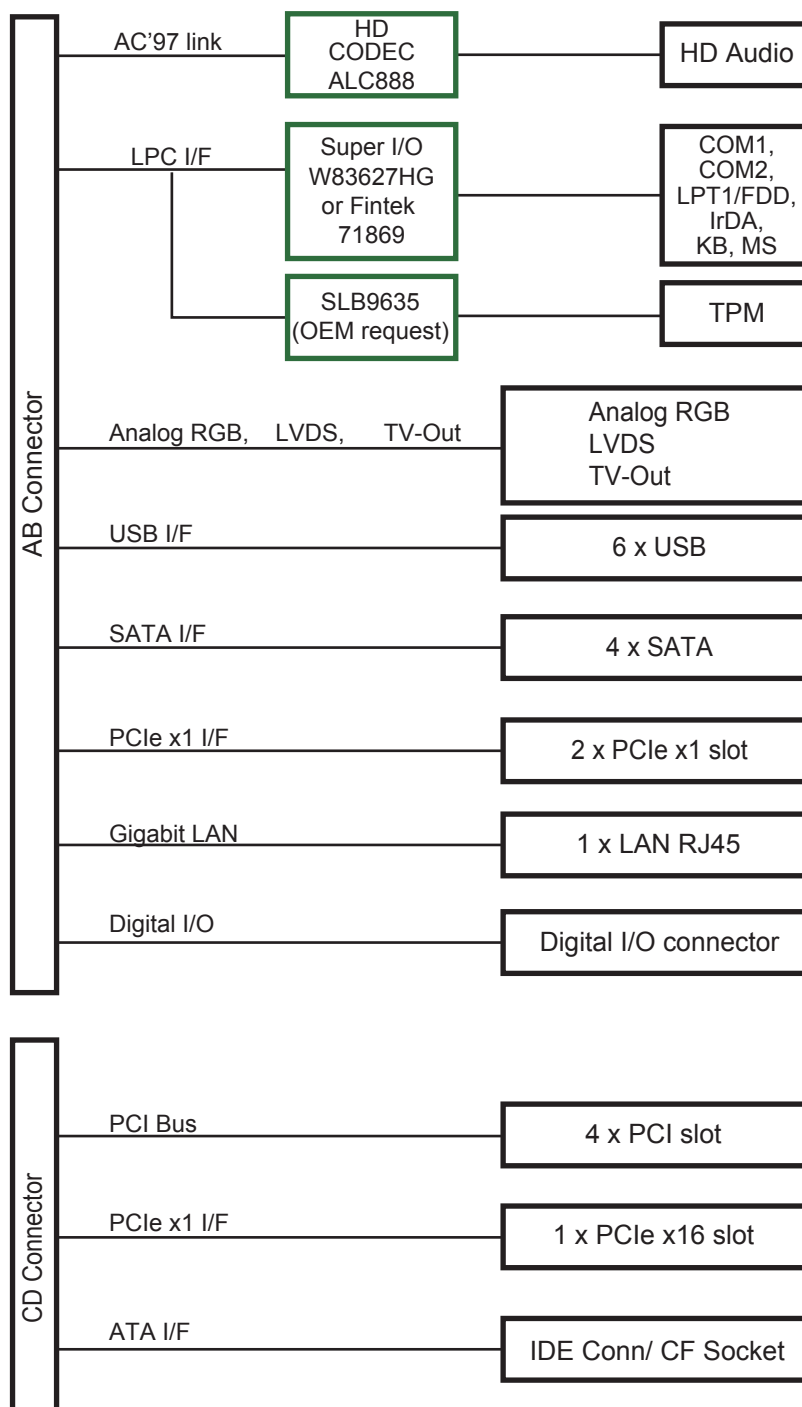 AC’97 link
HD
CODEC
ALC888
HD Audio
LPC I/F
Super I/O
W83627HG
or Fintek
71869
COM1,
COM2,
LPT1/FDD,
IrDA,
KB, MS
SLB9635
(OEM request)
TPM
AB Connector
Analog RGB, LVDS, TV-Out
Analog RGB
LVDS
TV-Out
USB I/F
6 x USB
SATA I/F
4 x SATA
PCIe x1 I/F
2 x PCIe x1 slot
Gigabit LAN
1 x LAN RJ45
Digital I/O
Digital I/O connector
CD Connector
PCI Bus
4 x PCI slot
PCIe x1 I/F
1 x PCIe x16 slot
ATA I/F
IDE Conn/ CF Socket